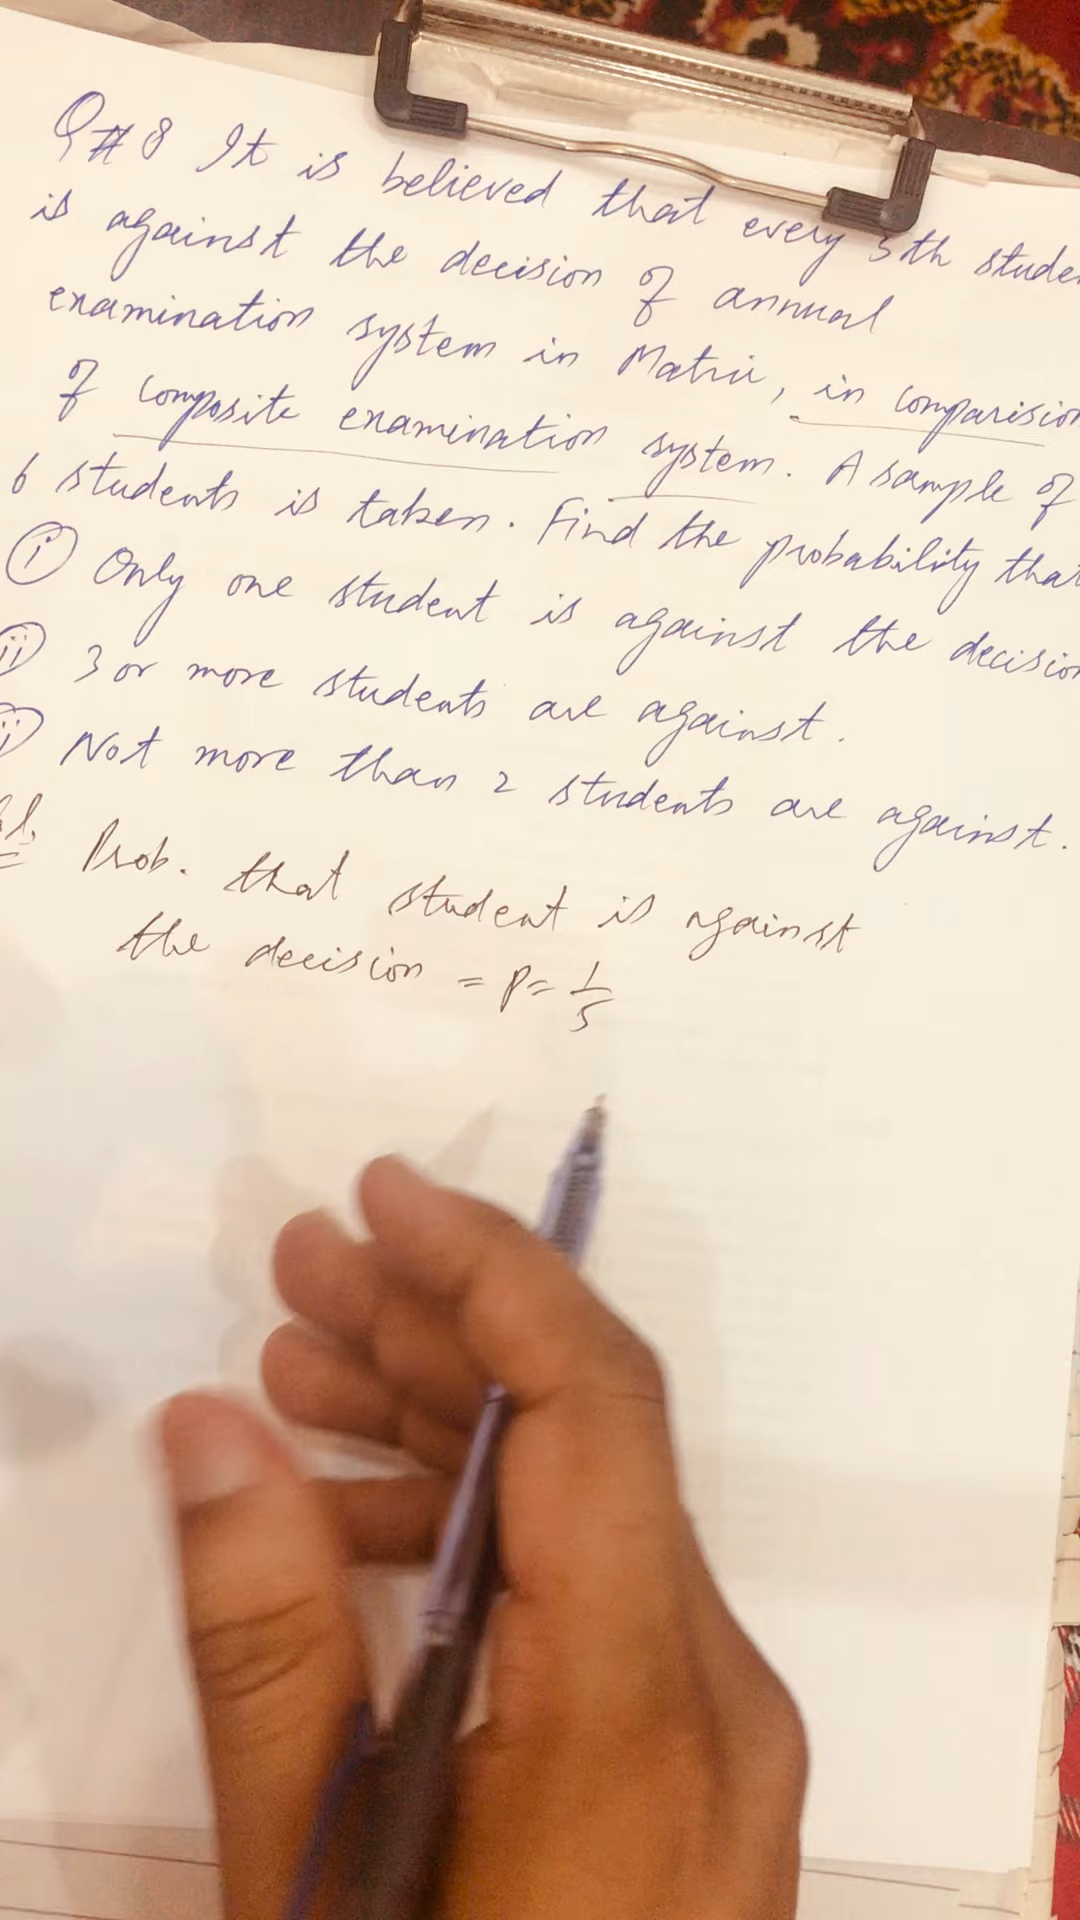 Q#8 It is believed that every 5th stude
is against the decision of annual
examination system in Matric, in comparision
of composite examination system. A sample of
6 students is taken. Find the probability that
i Only one student is against the decision
ii 3 or more students are against.
Not more than 2 students are against.
Prob. that student is against
the decision = P = 1/5